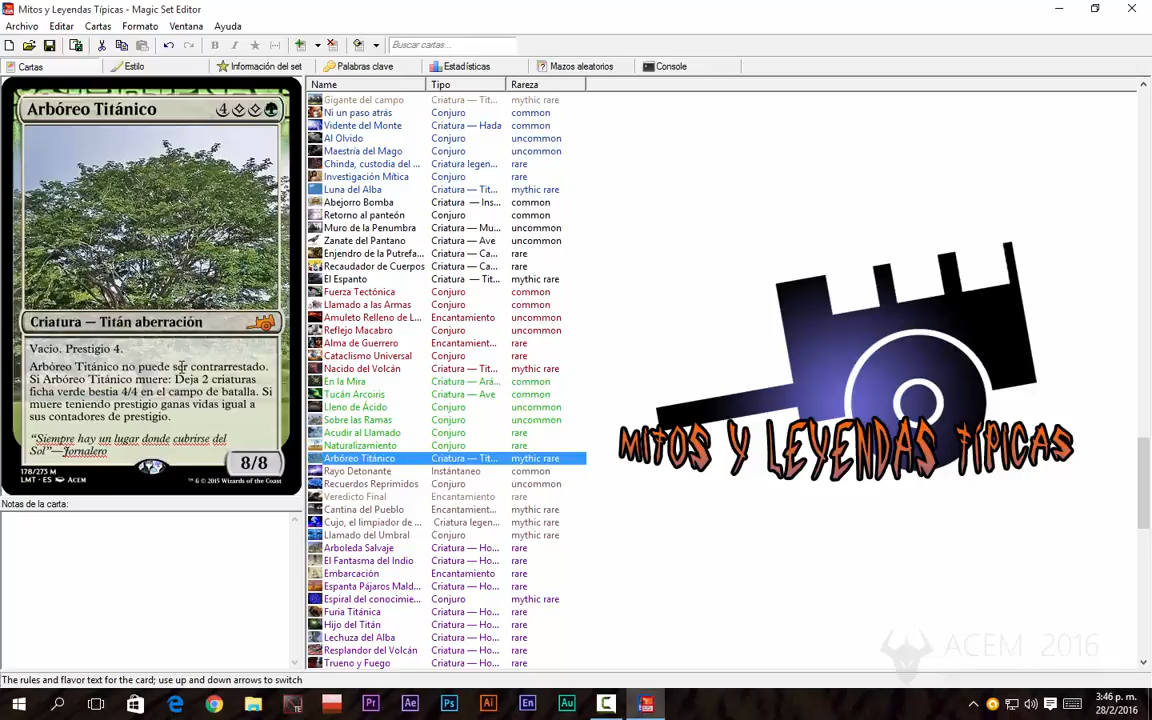 Mitos y Leyendas Típicas - Magic Set Editor
Archivo Editar Cartas Formato Ventana Ayuda
B I Buscar cartas...
Cartas Estilo Información del set Palabras clave Estadísticas Mazos aleatorios Console
Arbóreo Titánico 4
Criatura — Titán aberración
Vacío. Prestigio 4.
Arbóreo Titánico no puede ser contrarrestado.
Si Arbóreo Titánico muere: Deja 2 criaturas
ficha verde bestia 4/4 en el campo de batalla. Si
muere teniendo prestigio ganas vidas igual a
sus contadores de prestigio.
“Siempre hay un lugar donde cubrirse del
Sol”—Jornalero
8/8
178/273 M
LMT · ES Acem
™ & © 2015 Wizards of the Coast
Notas de la carta:
Name Tipo Rareza
Gigante del campo Criatura — Tit... mythic rare
Ni un paso atrás Conjuro common
Vidente del Monte Criatura — Hada common
Al Olvido Conjuro uncommon
Maestría del Mago Conjuro uncommon
Chinda, custodia del ... Criatura legen... rare
Investigación Mítica Conjuro rare
Luna del Alba Criatura — Tit... mythic rare
Abejorro Bomba Criatura — Ins... common
Retorno al panteón Conjuro common
Muro de la Penumbra Criatura — Mu... uncommon
Zanate del Pantano Criatura — Ave uncommon
Enjendro de la Putrefa... Criatura — Ca... rare
Recaudador de Cuerpos Criatura — Ca... rare
El Espanto Criatura — Tit... mythic rare
Fuerza Tectónica Conjuro common
Llamado a las Armas Conjuro common
Amuleto Relleno de L... Encantamiento uncommon
Reflejo Macabro Conjuro uncommon
Alma de Guerrero Encantamient... rare
Cataclismo Universal Conjuro rare
Nacido del Volcán Criatura — Tit... mythic rare
En la Mira Criatura — Ará... common
Tucán Arcoiris Criatura — Ave common
Lleno de Ácido Conjuro uncommon
Sobre las Ramas Conjuro uncommon
Acudir al Llamado Conjuro rare
Naturalizamiento Conjuro rare
Arbóreo Titánico Criatura — Tit... mythic rare
Rayo Detonante Instántaneo common
Recuerdos Reprimidos Conjuro uncommon
Veredicto Final Encantamiento rare
Cantina del Pueblo Encantamient... mythic rare
Cujo, el limpiador de ... Criatura legen... mythic rare
Llamado del Umbral Conjuro mythic rare
Arboleda Salvaje Criatura — Ho... rare
El Fantasma del Indio Criatura — Ho... rare
Embarcación Encantamiento rare
Espanta Pájaros Mald... Criatura — Ho... rare
Espiral del conocimie... Conjuro mythic rare
Furia Titánica Criatura — Ho... rare
Hijo del Titán Criatura — Ho... rare
Lechuza del Alba Criatura — Ho... rare
Resplandor del Volcán Criatura — Ho... rare
Trueno y Fuego Criatura — Ho... rare
MITOS Y LEYENDAS TÍPICAS
ACEM 2016
The rules and flavor text for the card; use up and down arrows to switch
Pr Ae Ps Ai En Au
3:46 p. m.
28/2/2016